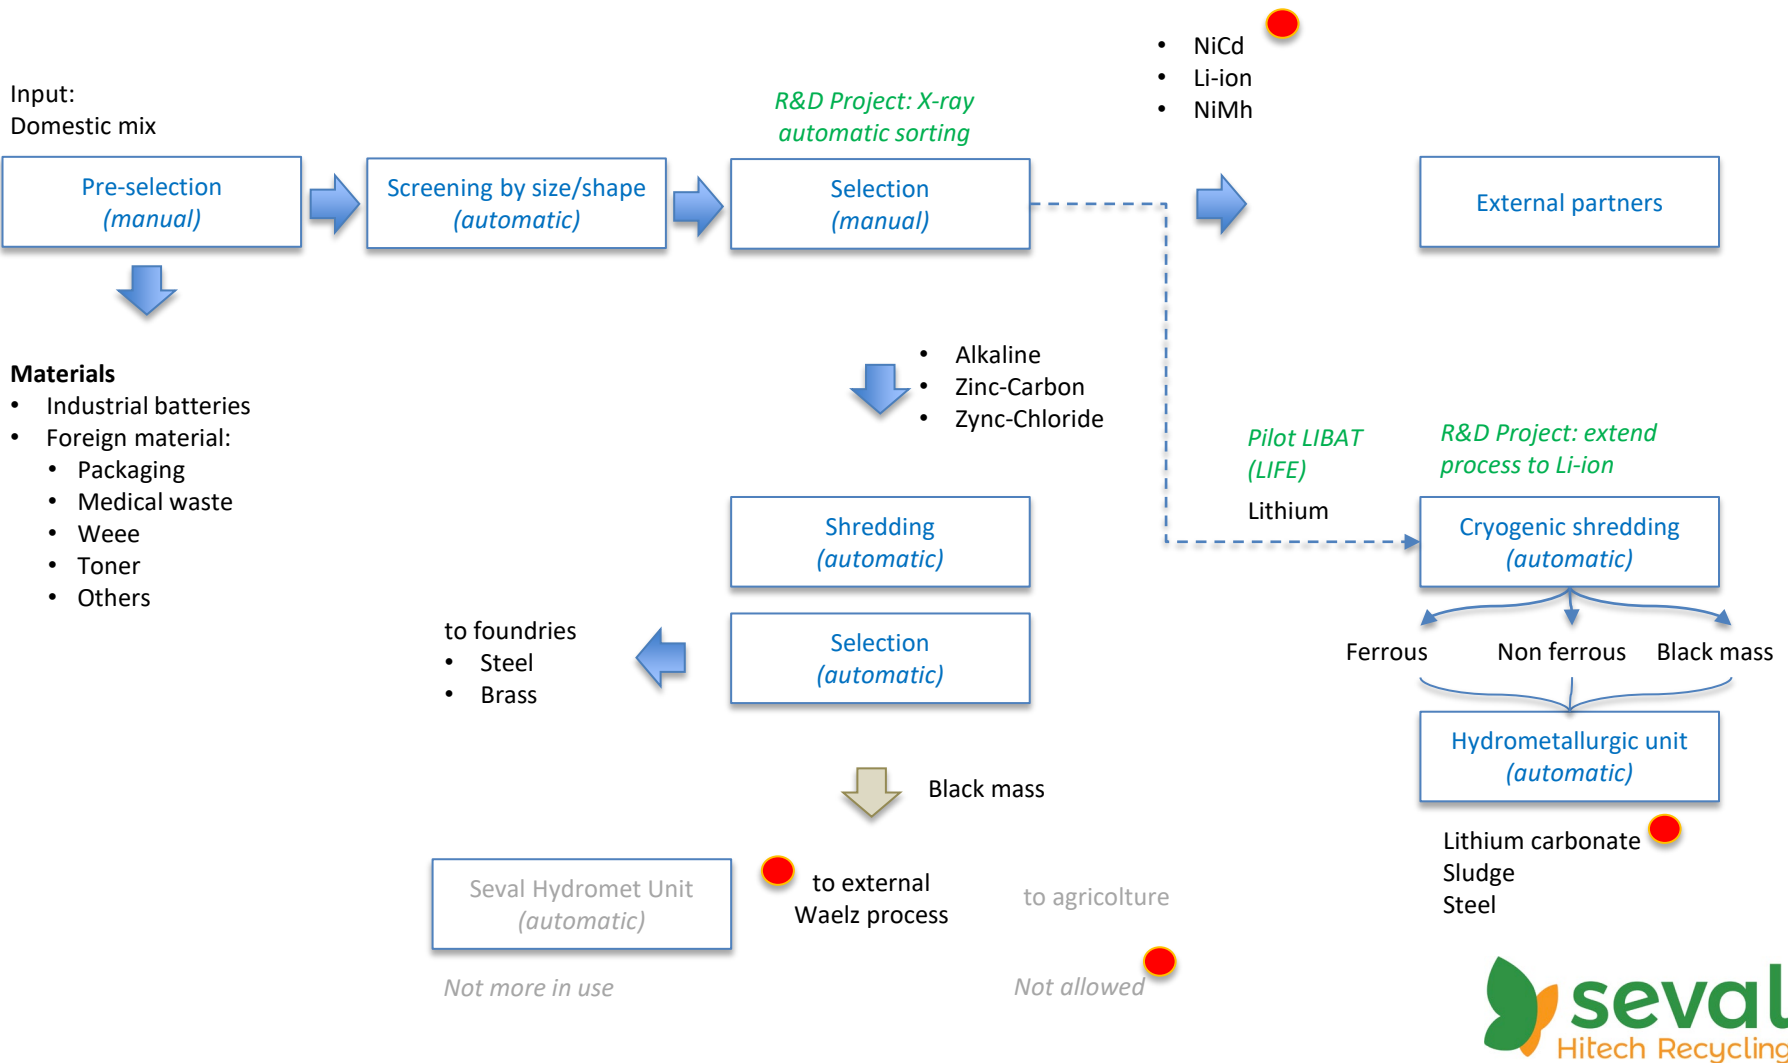 Input:
Domestic mix
Pre-selection
(manual)
Screening by size/shape
(automatic)
R&D Project: X-ray
automatic sorting
Selection
(manual)
• NiCd
• Li-ion
• NiMh
External partners
Materials
• Industrial batteries
• Foreign material:
• Packaging
• Medical waste
• Weee
• Toner
• Others
• Alkaline
• Zinc-Carbon
• Zync-Chloride
Shredding
(automatic)
Selection
(automatic)
to foundries
• Steel
• Brass
Black mass
Seval Hydromet Unit
(automatic)
Not more in use
to external
Waelz process
to agricolture
Not allowed
Pilot LIBAT
(LIFE)
Lithium
R&D Project: extend
process to Li-ion
Cryogenic shredding
(automatic)
Ferrous
Non ferrous
Black mass
Hydrometallurgic unit
(automatic)
Lithium carbonate
Sludge
Steel
seval
Hitech Recycling